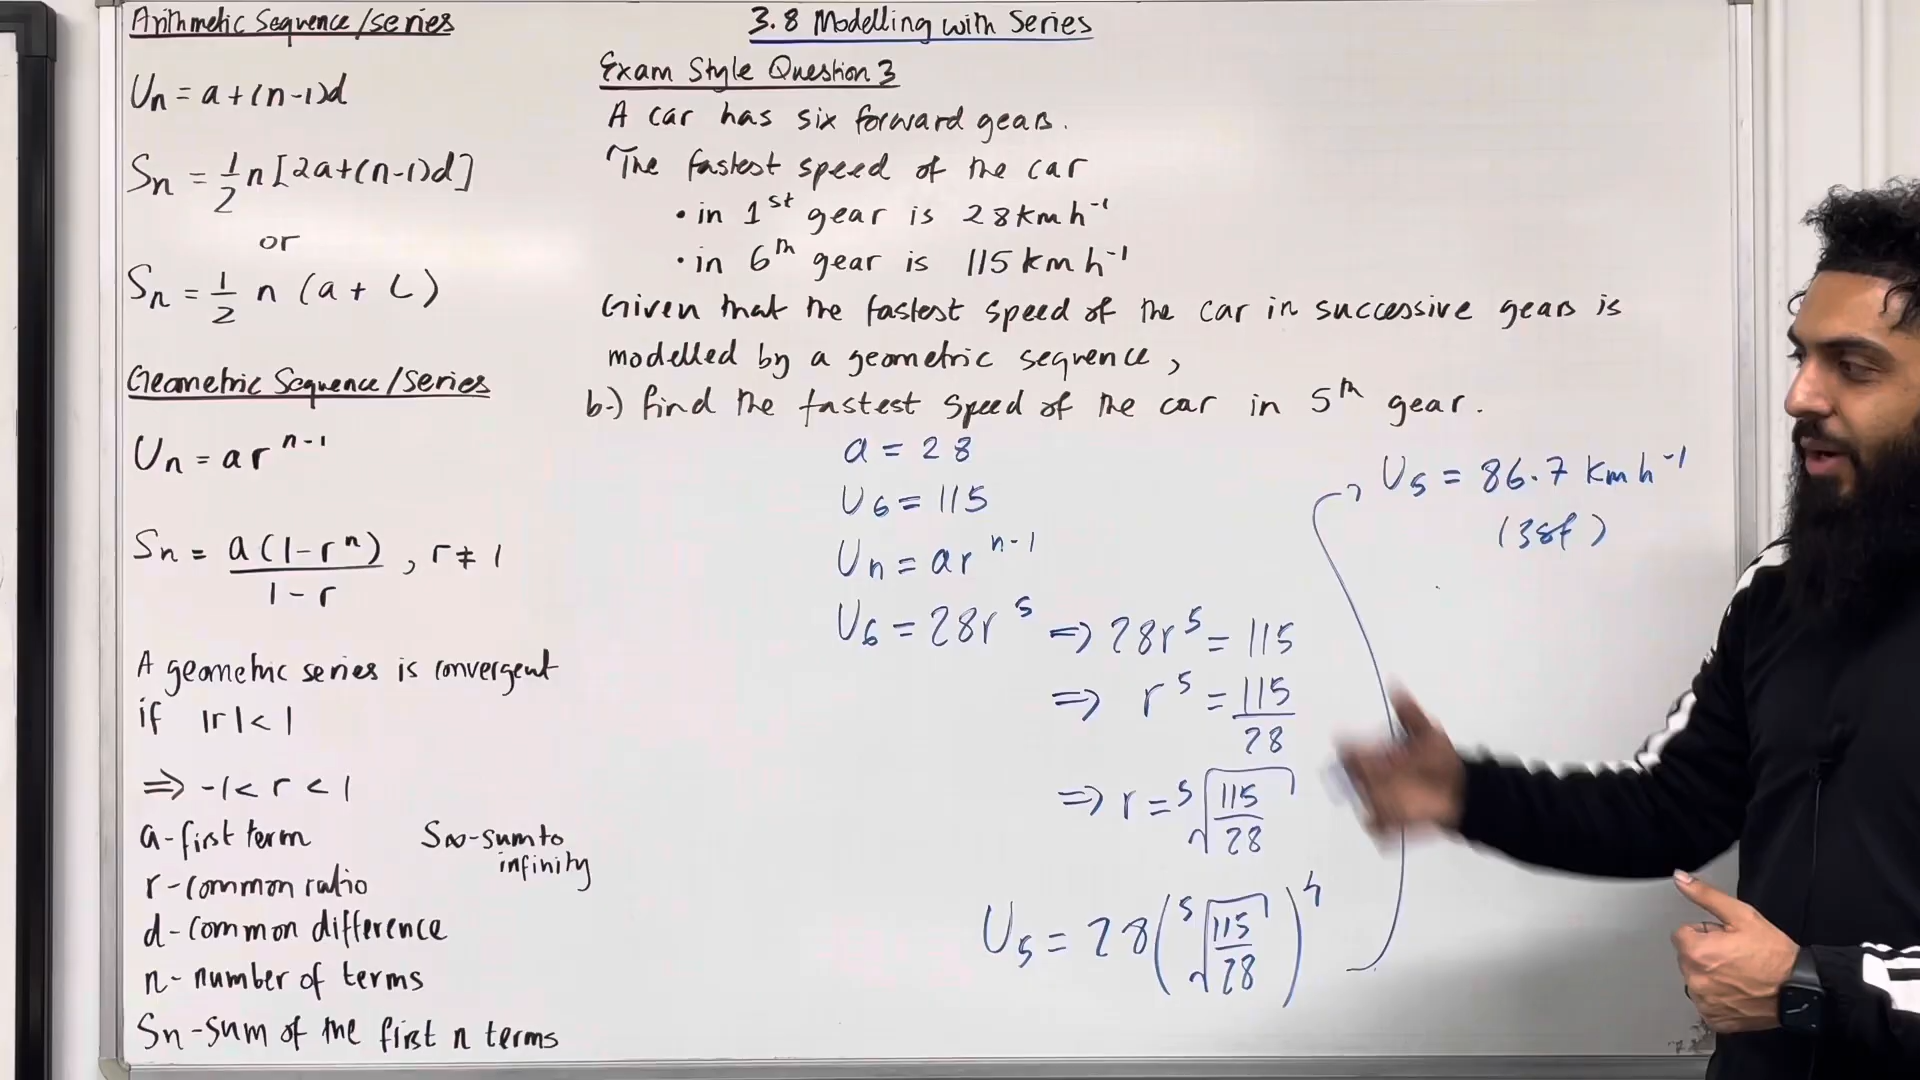 Arithmetic Sequence/series
Un = a+(n-1)d
Sn = 1/2 n[2a+(n-1)d]
or
Sn = 1/2 n (a + L)
Geometric Sequence/series
Un = ar^(n-1)
Sn = a(1-r^n)/(1-r) , r ≠ 1
A geometric series is convergent
if |r| < 1
⇒ -1 < r < 1
a - first term
S∞ - sum to
infinity
r - common ratio
d - common difference
n - number of terms
Sn - sum of the first n terms
3.8 Modelling with Series
Exam Style Question 3
A car has six forward gears.
The fastest speed of the car
• in 1st gear is 28 km h^-1
• in 6th gear is 115 km h^-1
Given that the fastest speed of the car in successive gears is
modelled by a geometric sequence,
b.) find the fastest speed of the car in 5th gear.
a = 28
U6 = 115
Un = ar^(n-1)
U6 = 28r^5 ⇒ 28r^5 = 115
⇒ r^5 = 115/28
⇒ r = ⁵√(115/28)
U5 = 28(⁵√(115/28))^4
U5 = 86.7 km h^-1
(3sf)